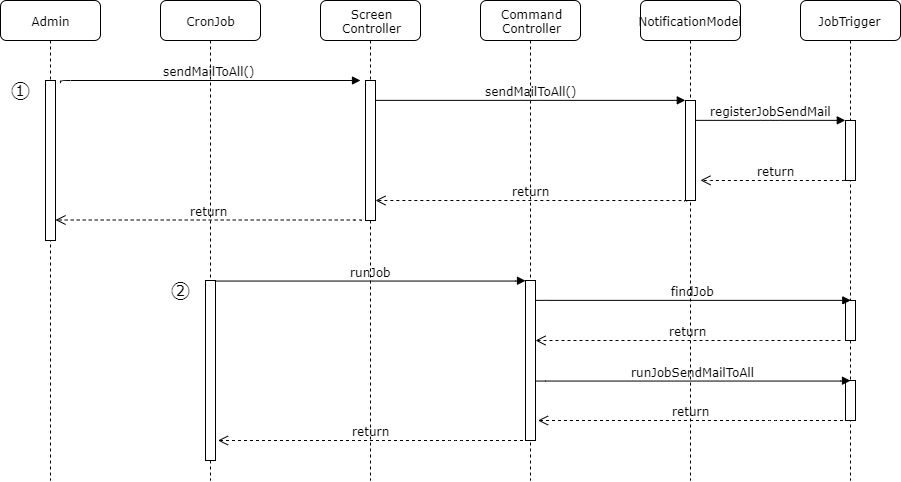 Admin
CronJob
Screen
Controller
Command
Controller
NotificationModel
JobTrigger
sendMailToAll()
①
sendMailToAll()
registerJobSendMail
return
return
return
runJob
②
findJob
return
runJobSendMailToAll
return
return